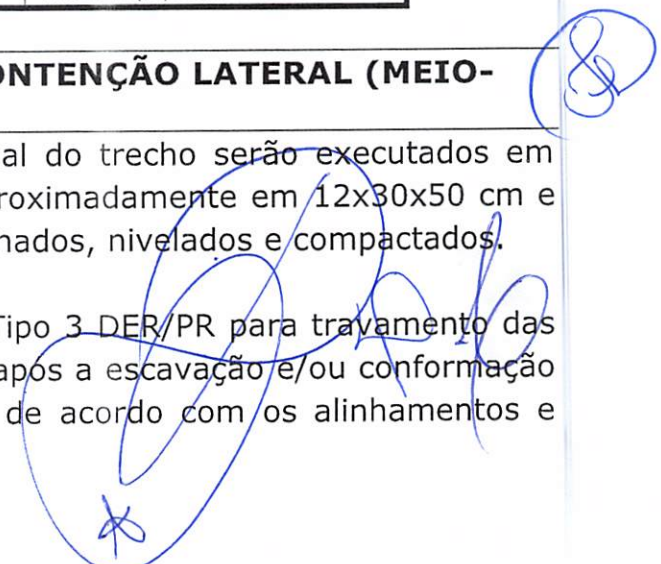 ONTENÇÃO LATERAL (MEIO-
al do trecho serão executados em
roximadamente em 12x30x50 cm e
nados, nivelados e compactados.
Tipo 3 DER/PR para travamento das
após a escavação e/ou conformação
de acordo com os alinhamentos e